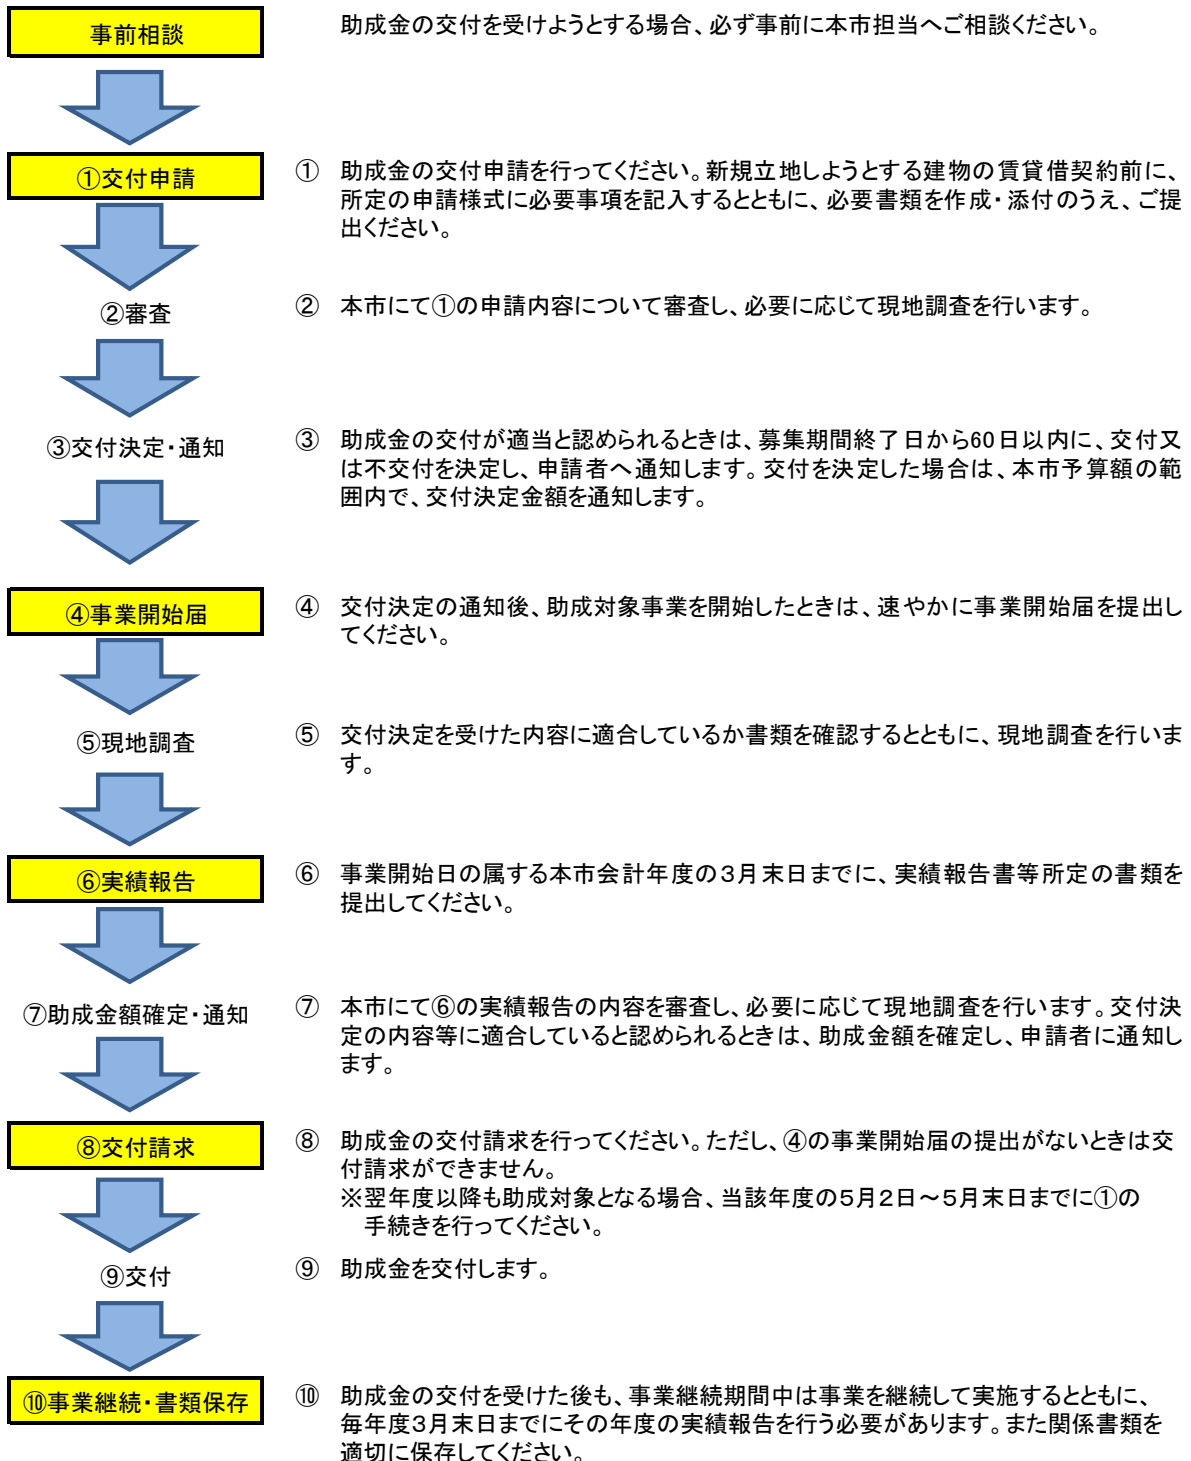 事前相談
助成金の交付を受けようとする場合、必ず事前に本市担当へご相談ください。
①交付申請
① 助成金の交付申請を行ってください。新規立地しようとする建物の賃貸借契約前に、
所定の申請様式に必要事項を記入するとともに、必要書類を作成・添付のうえ、ご提
出ください。
②審査
② 本市にて①の申請内容について審査し、必要に応じて現地調査を行います。
③交付決定・通知
③ 助成金の交付が適当と認められるときは、募集期間終了日から60日以内に、交付又
は不交付を決定し、申請者へ通知します。交付を決定した場合は、本市予算額の範
囲内で、交付決定金額を通知します。
④事業開始届
④ 交付決定の通知後、助成対象事業を開始したときは、速やかに事業開始届を提出し
てください。
⑤現地調査
⑤ 交付決定を受けた内容に適合しているか書類を確認するとともに、現地調査を行いま
す。
⑥実績報告
⑥ 事業開始日の属する本市会計年度の3月末日までに、実績報告書等所定の書類を
提出してください。
⑦助成金額確定・通知
⑦ 本市にて⑥の実績報告の内容を審査し、必要に応じて現地調査を行います。交付決
定の内容等に適合していると認められるときは、助成金額を確定し、申請者に通知し
ます。
⑧交付請求
⑧ 助成金の交付請求を行ってください。ただし、④の事業開始届の提出がないときは交
付請求ができません。
※翌年度以降も助成対象となる場合、当該年度の5月2日～5月末日までに①の
手続きを行ってください。
⑨交付
⑨ 助成金を交付します。
⑩事業継続・書類保存
⑩ 助成金の交付を受けた後も、事業継続期間中は事業を継続して実施するとともに、
毎年度3月末日までにその年度の実績報告を行う必要があります。また関係書類を
適切に保存してください。